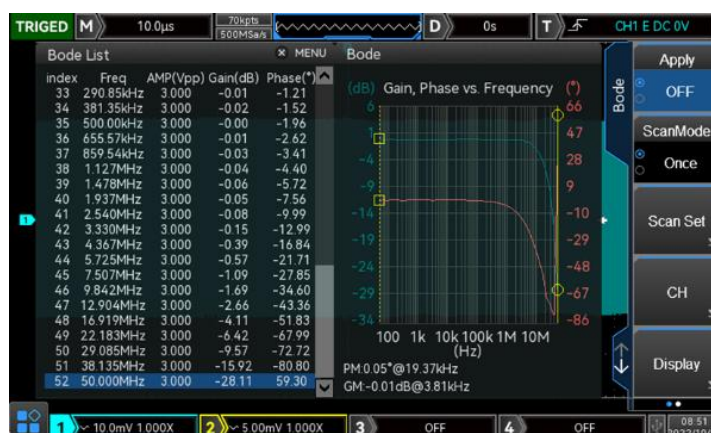 TRIGED M 10.0μs 70kpts 500MSa/s D 0s T CH1 E DC 0V
Bode List × MENU
index Freq AMP(Vpp) Gain(dB) Phase(°)
33 290.85kHz 3.000 -0.01 -1.21
34 381.35kHz 3.000 -0.02 -1.52
35 500.00kHz 3.000 -0.00 -1.96
36 655.57kHz 3.000 -0.01 -2.62
37 859.54kHz 3.000 -0.03 -3.41
38 1.127MHz 3.000 -0.04 -4.40
39 1.478MHz 3.000 -0.06 -5.72
40 1.937MHz 3.000 -0.05 -7.56
41 2.540MHz 3.000 -0.08 -9.99
42 3.330MHz 3.000 -0.15 -12.99
43 4.367MHz 3.000 -0.39 -16.84
44 5.725MHz 3.000 -0.57 -21.71
45 7.507MHz 3.000 -1.09 -27.85
46 9.842MHz 3.000 -1.69 -34.60
47 12.904MHz 3.000 -2.66 -43.36
48 16.919MHz 3.000 -4.11 -51.83
49 22.183MHz 3.000 -6.42 -67.99
50 29.085MHz 3.000 -9.57 -72.72
51 38.135MHz 3.000 -15.92 -80.80
52 50.000MHz 3.000 -28.11 59.30
Bode
(dB) Gain, Phase vs. Frequency (°)
6 66
1 47
-4 28
-9 9
-14 -10
-19 -29
-24 -48
-29 -67
-34 -86
100 1k 10k 100k 1M 10M
(Hz)
PM:0.05°@19.37kHz
GM:-0.01dB@3.81kHz
Bode
Apply
OFF
ScanMode
Once
Scan Set
CH
Display
1
1 ~ 10.0mV 1.000X 2 ~ 5.00mV 1.000X 3 OFF 4 OFF 08:51